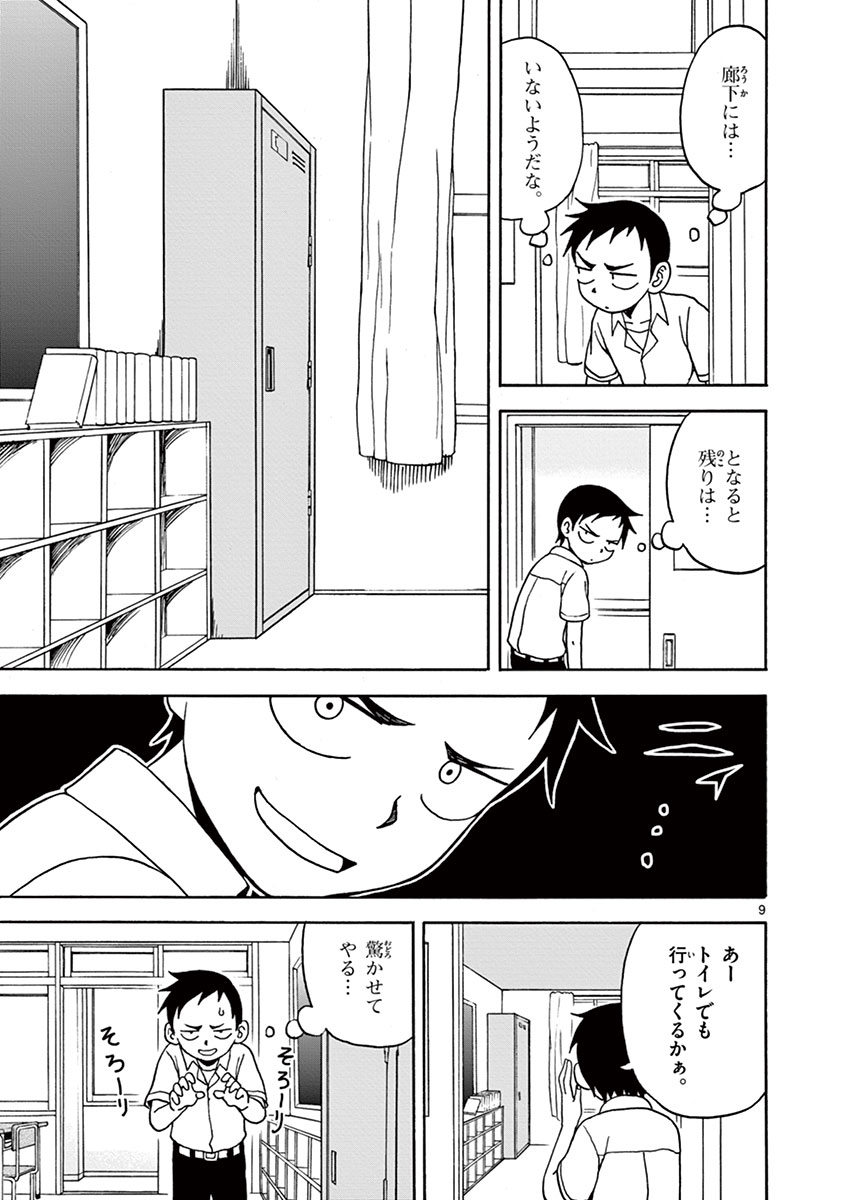 廊下には…
いないようだな。
となると
残りは…
ニヤ…
あー
トイレでも
行ってくるかぁ。
驚かせて
やる…
そろーり
そろーり
9